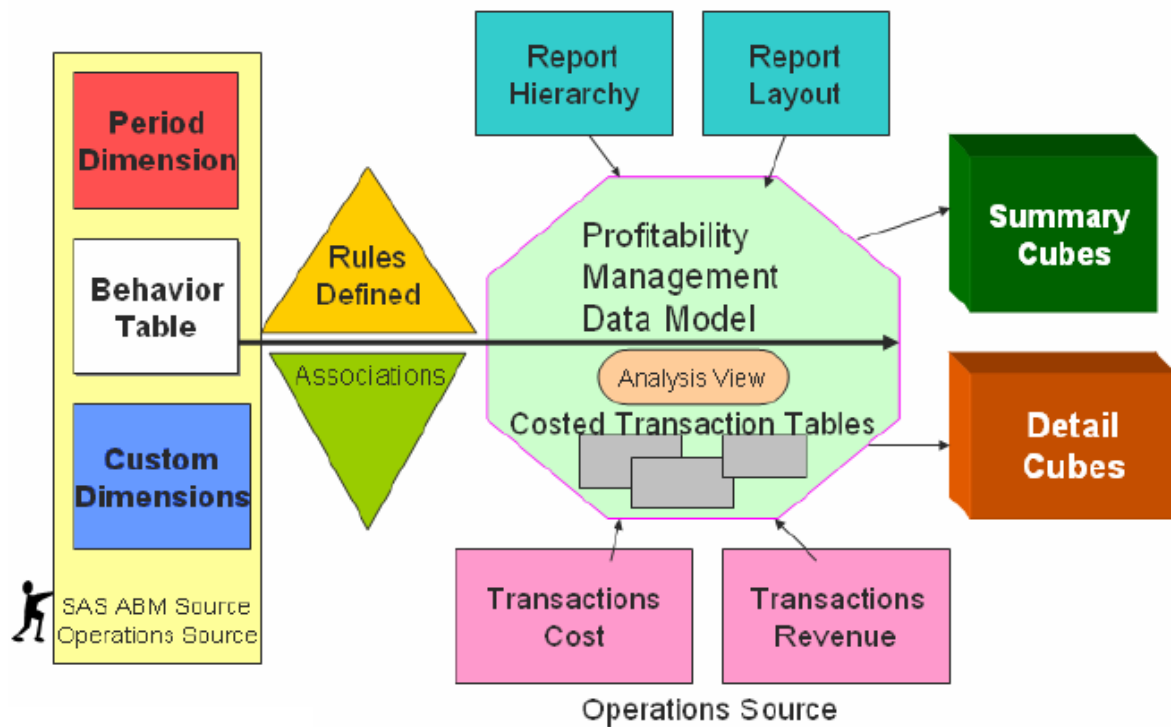 Period
Dimension
Behavior
Table
Custom
Dimensions
SAS ABM Source
Operations Source
Rules
Defined
Associations
Report
Hierarchy
Report
Layout
Profitability
Management
Data Model
Analysis View
Costed Transaction Tables
Transactions
Cost
Transactions
Revenue
Operations Source
Summary
Cubes
Detail
Cubes